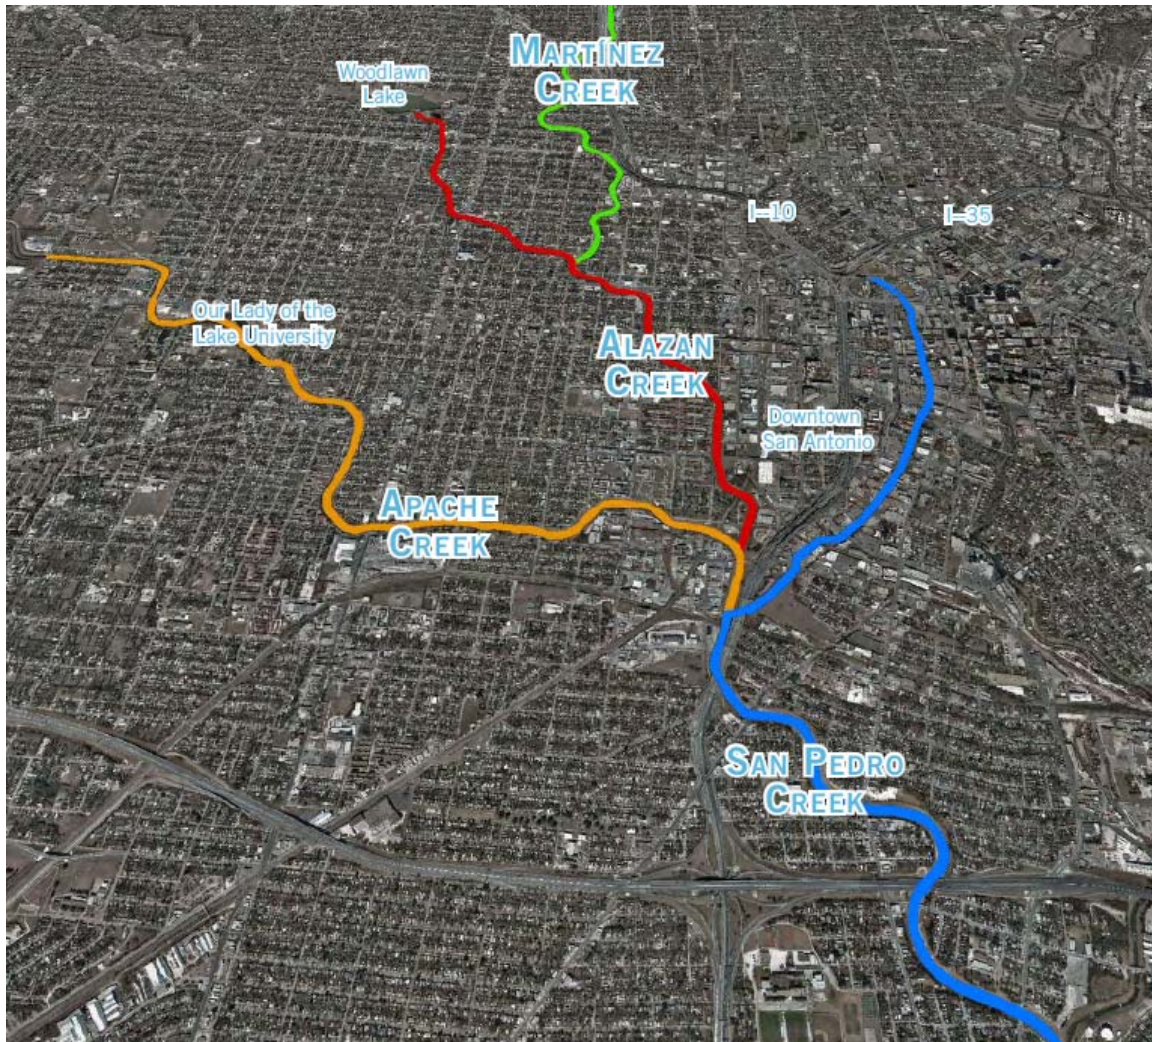 MARTÍNEZ
CREEK
Woodlawn
Lake
I-10
I-35
Our Lady of the
Lake University
ALAZAN
CREEK
Downtown
San Antonio
APACHE
CREEK
SAN PEDRO
CREEK